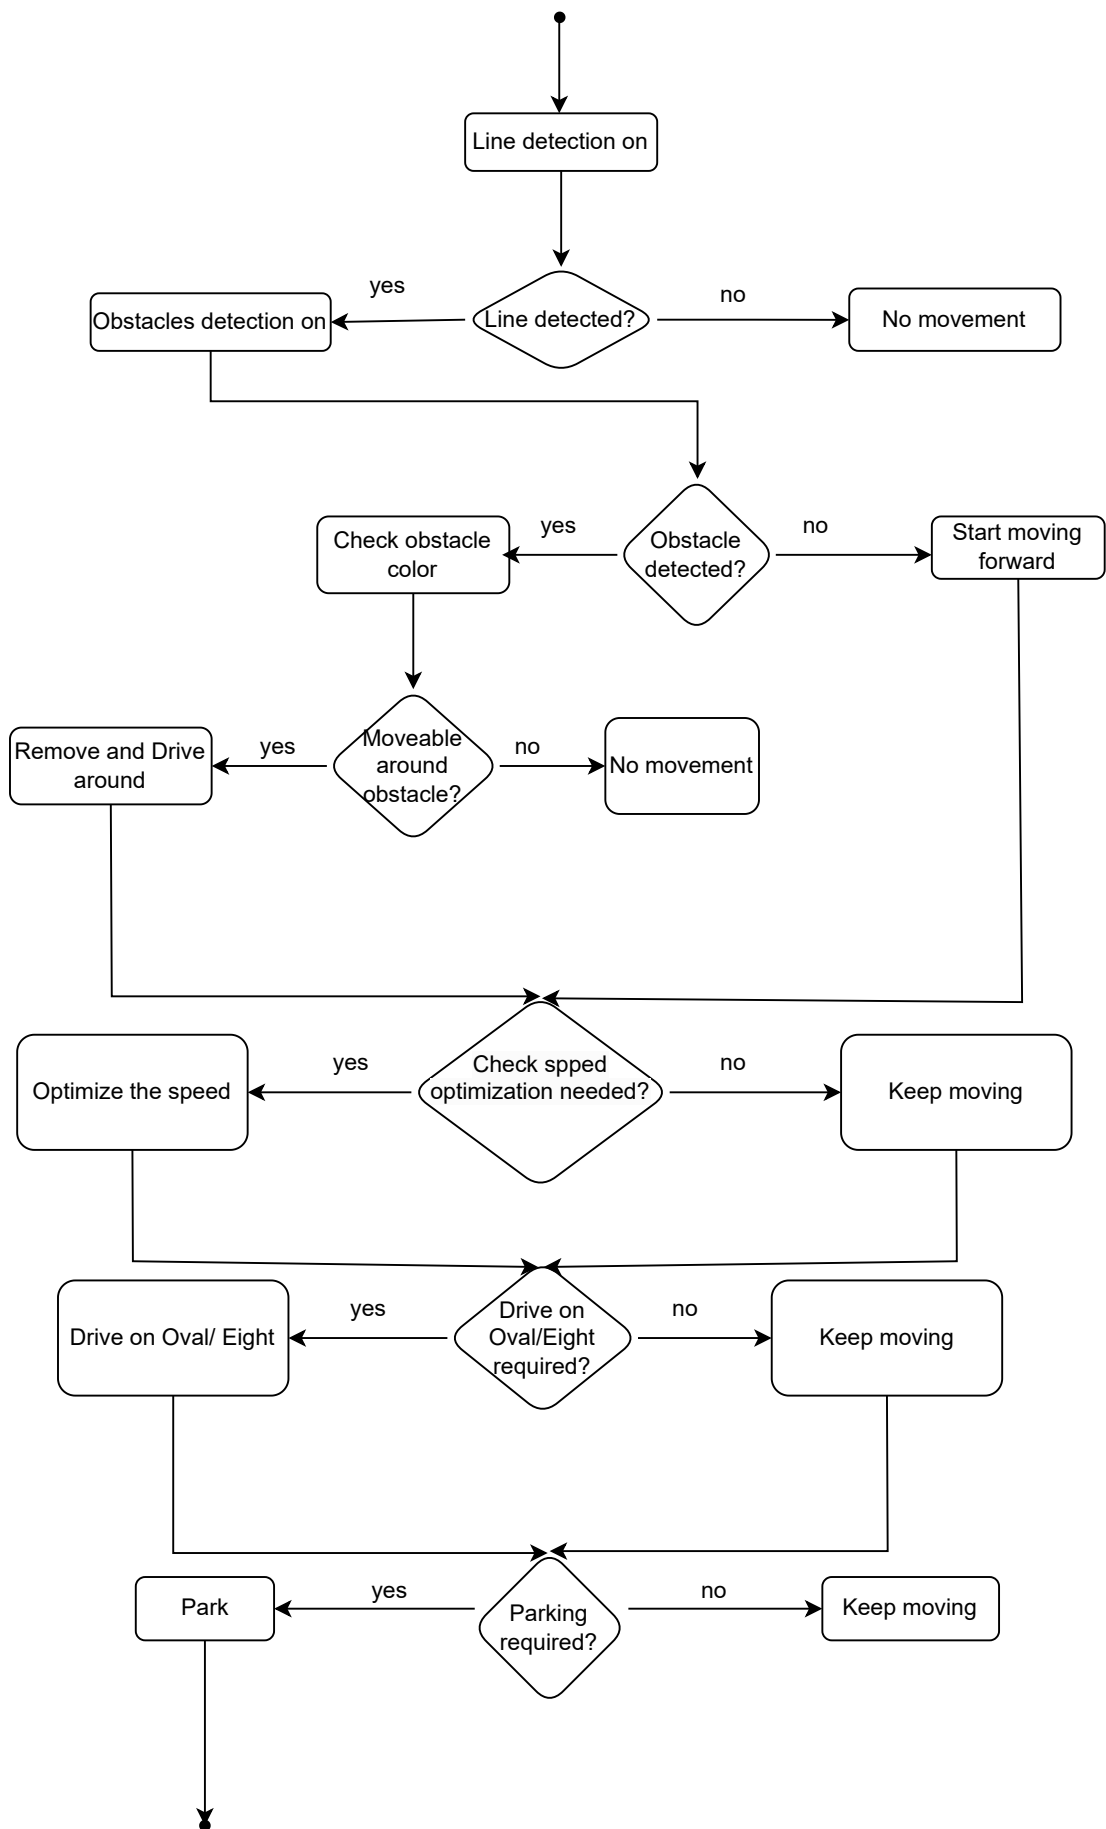 Line detection on
yes
no
Obstacles detection on
Line detected?
No movement
yes
no
Check obstacle
color
Obstacle
detected?
Start moving
forward
yes
no
Remove and Drive
around
Moveable
around
obstacle?
No movement
yes
no
Optimize the speed
Check spped
optimization needed?
Keep moving
yes
no
Drive on Oval/ Eight
Drive on
Oval/Eight
required?
Keep moving
yes
no
Park
Parking
required?
Keep moving